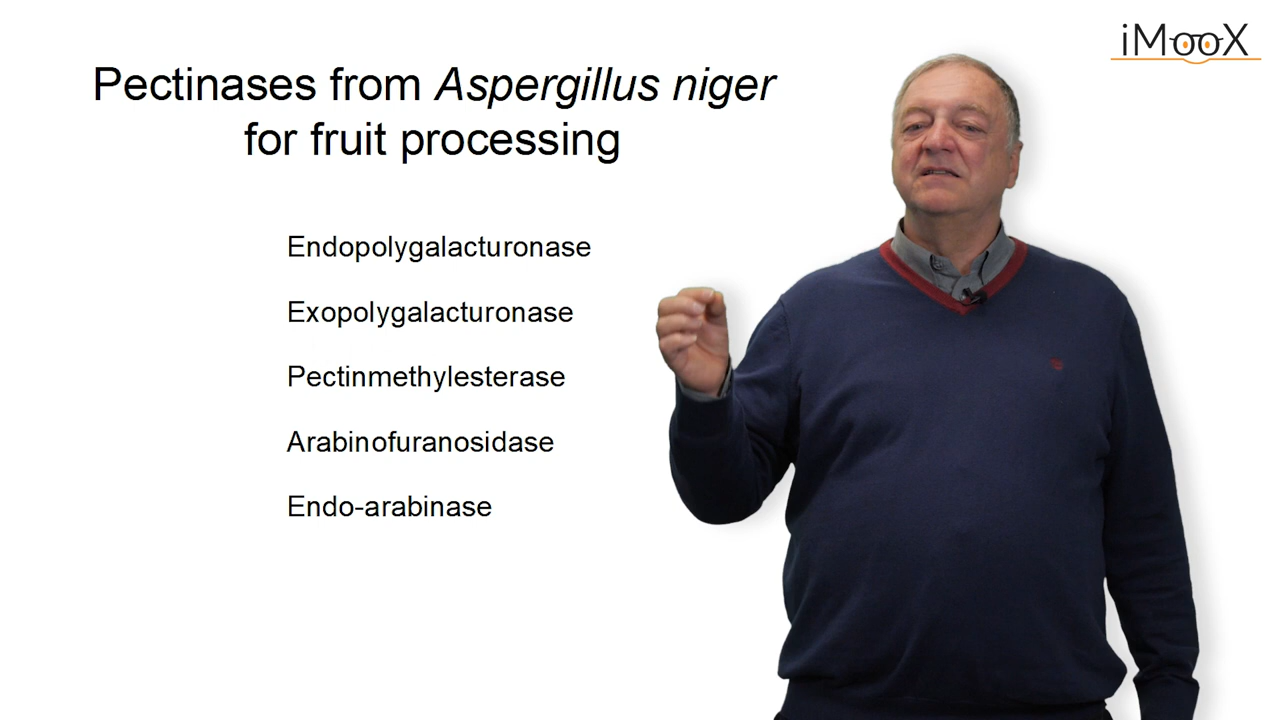 iMooX
Pectinases from Aspergillus niger
for fruit processing
Endopolygalacturonase
Exopolygalacturonase
Pectinmethylesterase
Arabinofuranosidase
Endo-arabinase